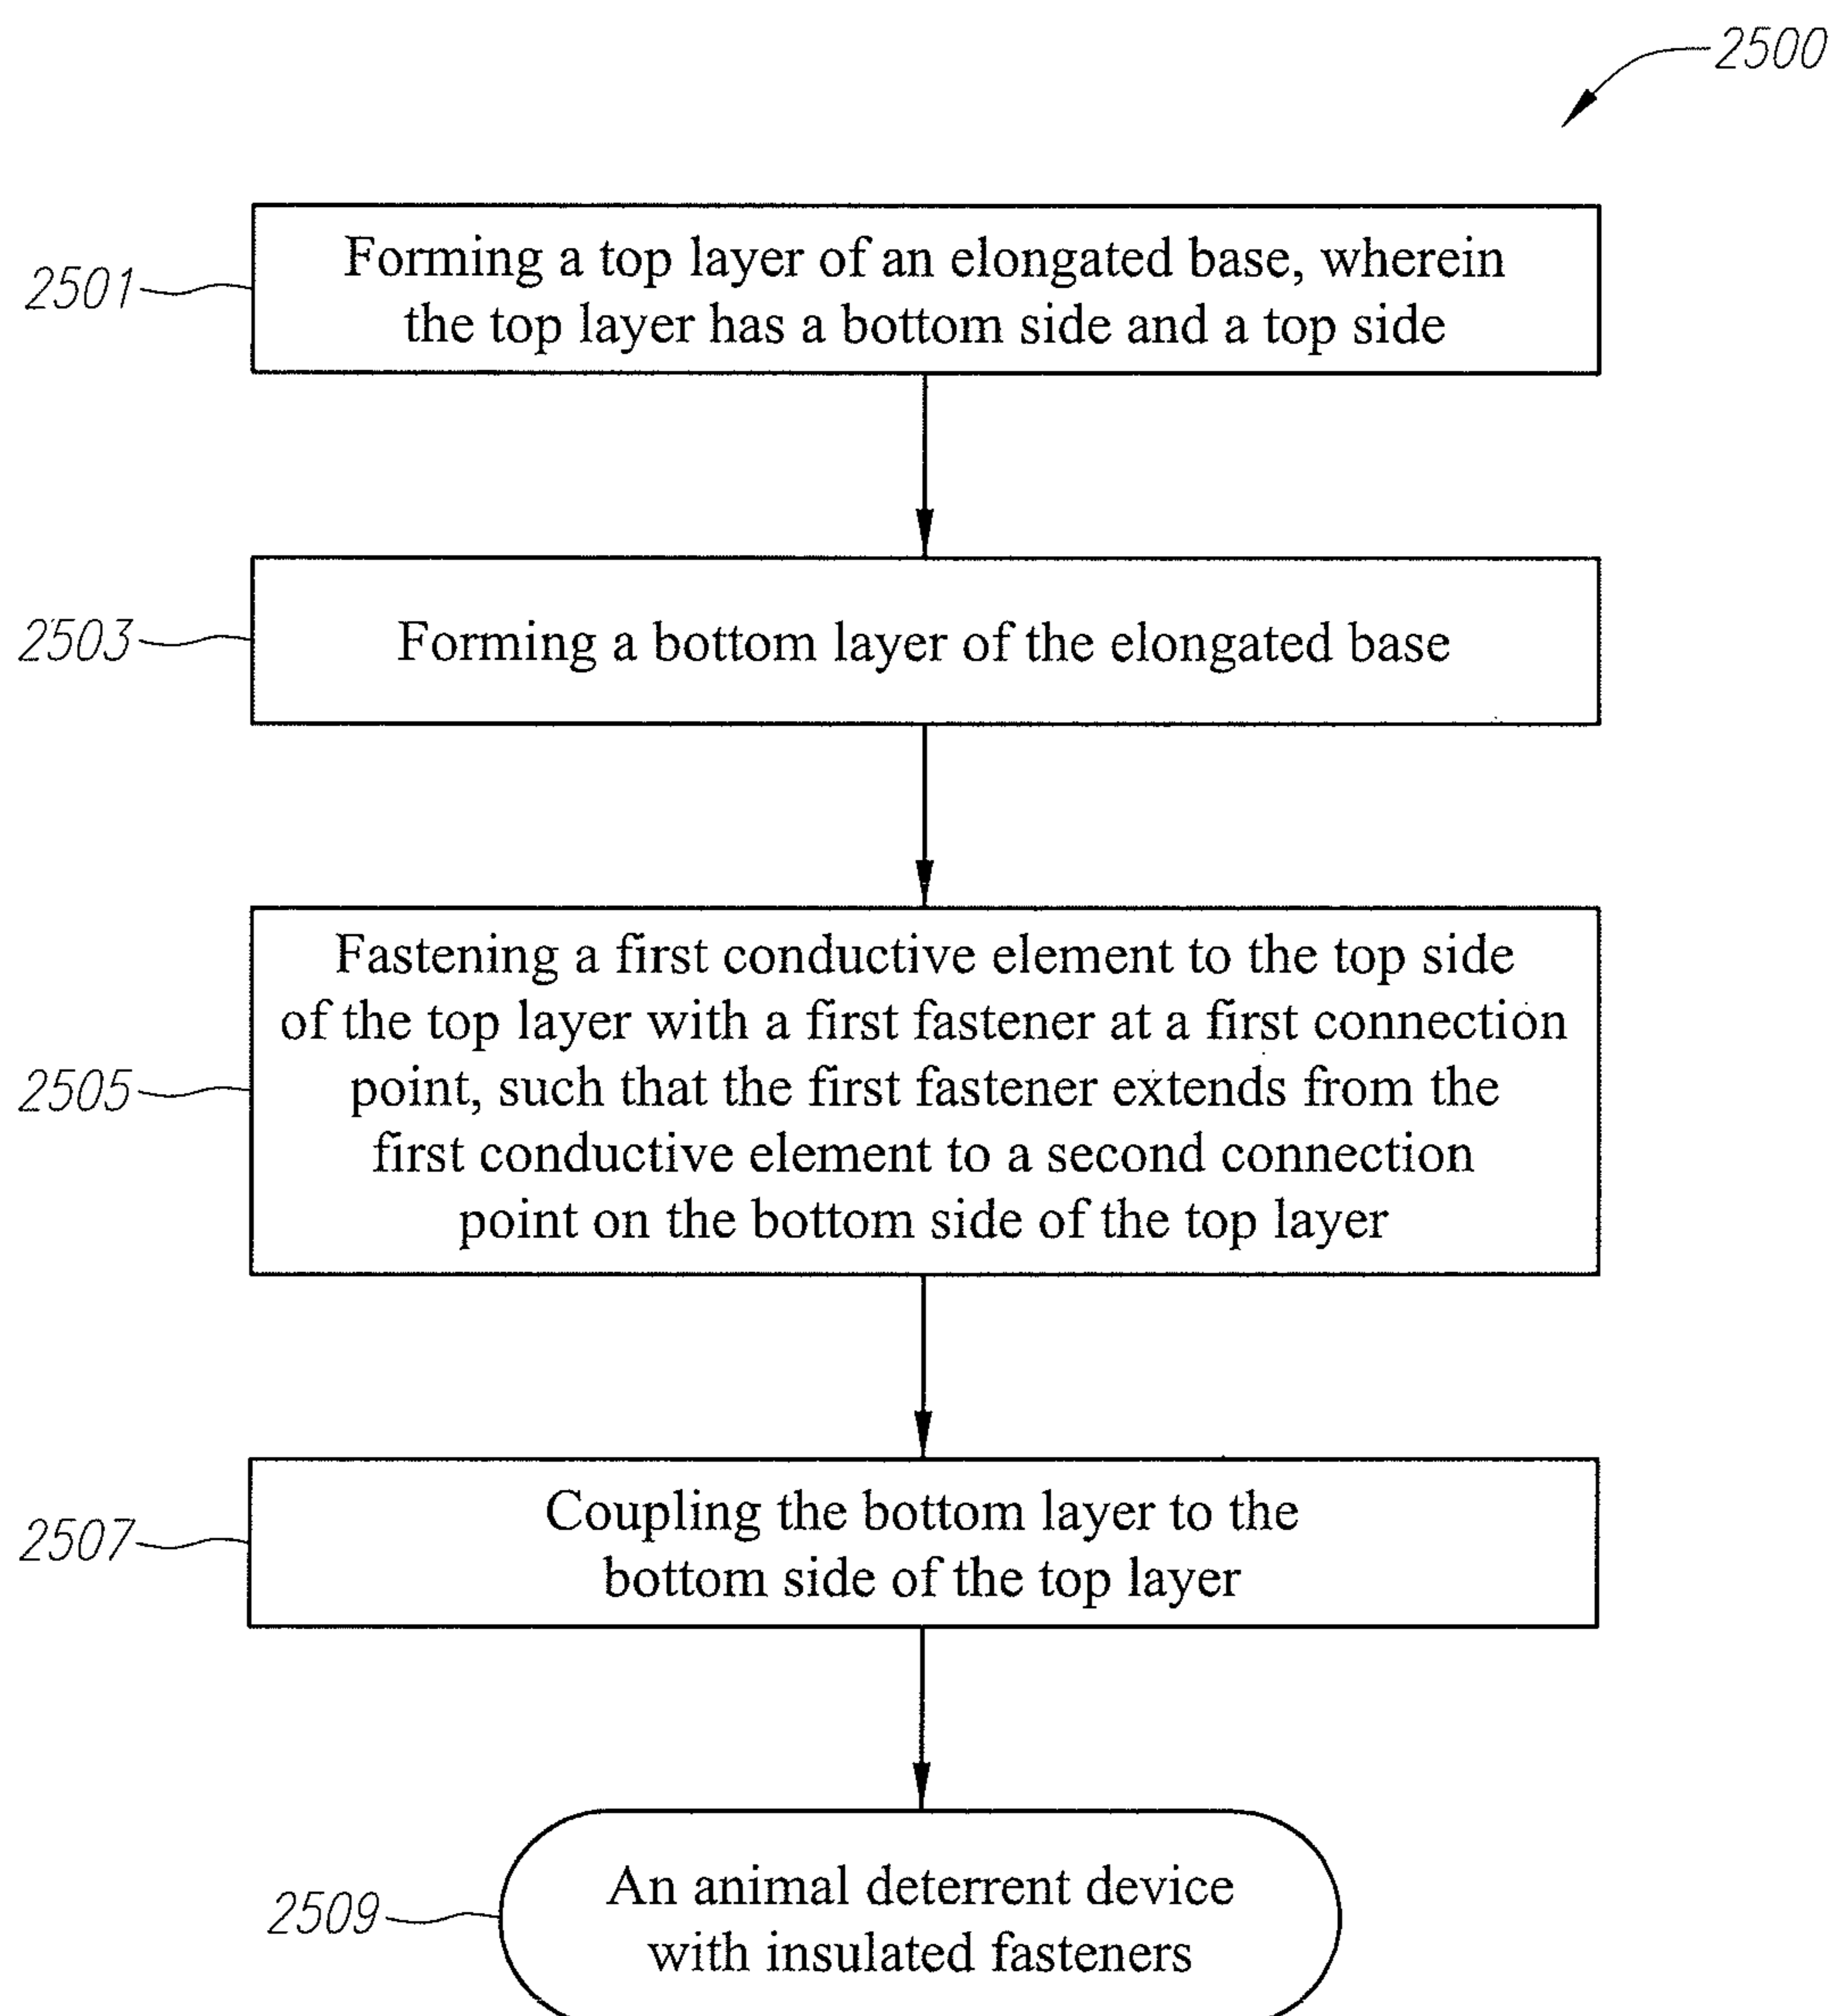 2500
2501
Forming a top layer of an elongated base, wherein
the top layer has a bottom side and a top side
2503
Forming a bottom layer of the elongated base
2505
Fastening a first conductive element to the top side
of the top layer with a first fastener at a first connection
point, such that the first fastener extends from the
first conductive element to a second connection
point on the bottom side of the top layer
2507
Coupling the bottom layer to the
bottom side of the top layer
2509
An animal deterrent device
with insulated fasteners